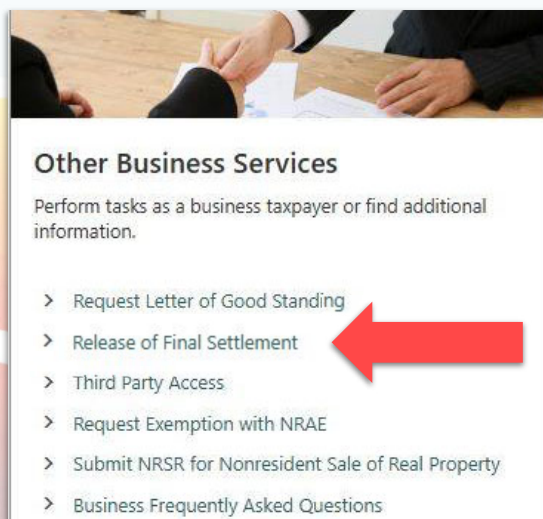 Other Business Services
Perform tasks as a business taxpayer or find additional
information.
> Request Letter of Good Standing
> Release of Final Settlement
> Third Party Access
> Request Exemption with NRAE
> Submit NRSR for Nonresident Sale of Real Property
> Business Frequently Asked Questions